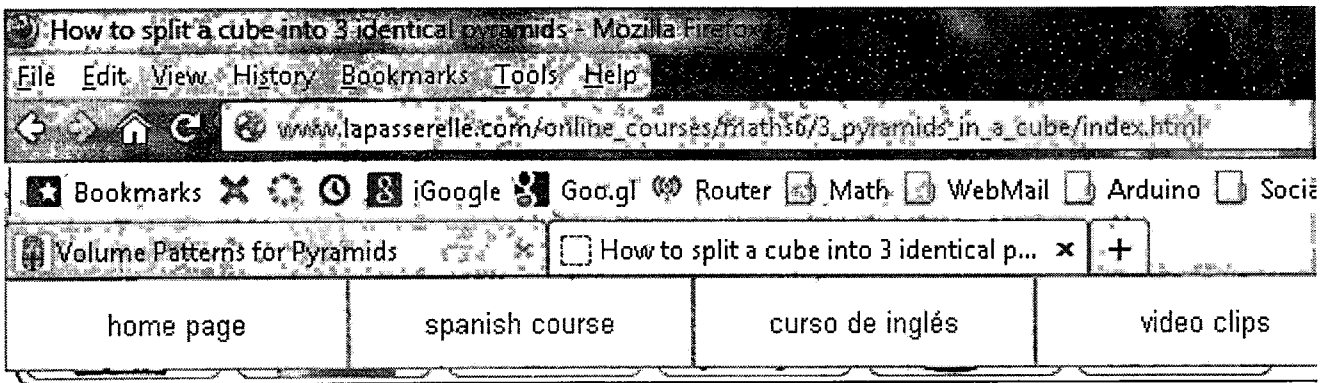 How to split a cube into 3 identical pyramids - Mozilla Firefox
File Edit View History Bookmarks Tools Help
www.lapasserelle.com/online_courses/maths6/3_pyramids_in_a_cube/index.html
Bookmarks iGoogle Goo.gl Router Math WebMail Arduino Socia
Volume Patterns for Pyramids How to split a cube into 3 identical p...
home page spanish course curso de inglés video clips